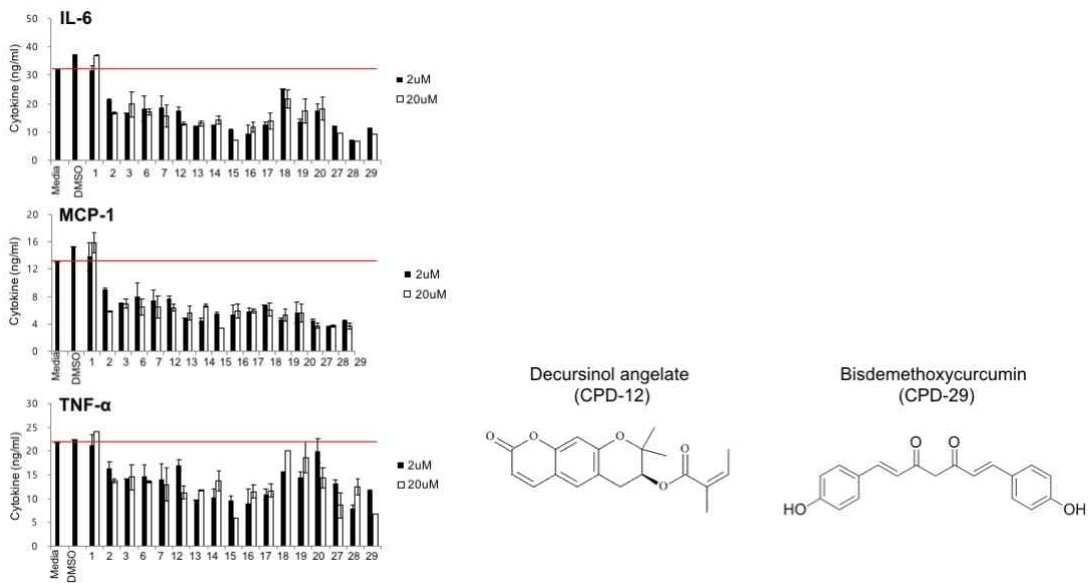 IL-6
Cytokine (ng/ml)
50
40
30
20
10
0
Media
DMSO
1 2 3 6 7 12 13 14 15 16 17 18 19 20 27 28 29
2uM
20uM
MCP-1
Cytokine (ng/ml)
20
16
12
8
4
0
Media
DMSO
1 2 3 6 7 12 13 14 15 16 17 18 19 20 27 28 29
2uM
20uM
TNF-α
Cytokine (ng/ml)
30
25
20
15
10
5
0
Media
DMSO
1 2 3 6 7 12 13 14 15 16 17 18 19 20 27 28 29
2uM
20uM
Decursinol angelate
(CPD-12)
O
O
O
O
O
Bisdemethoxycurcumin
(CPD-29)
O O
HO
OH